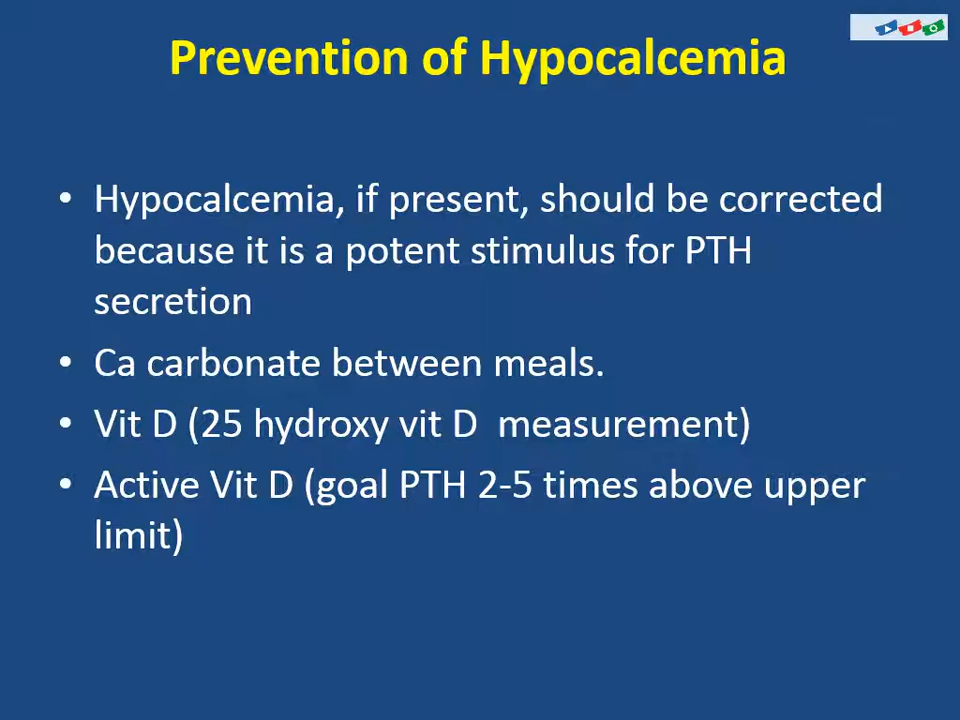 Prevention of Hypocalcemia
• Hypocalcemia, if present, should be corrected
because it is a potent stimulus for PTH
secretion
• Ca carbonate between meals.
• Vit D (25 hydroxy vit D  measurement)
• Active Vit D (goal PTH 2-5 times above upper
limit)